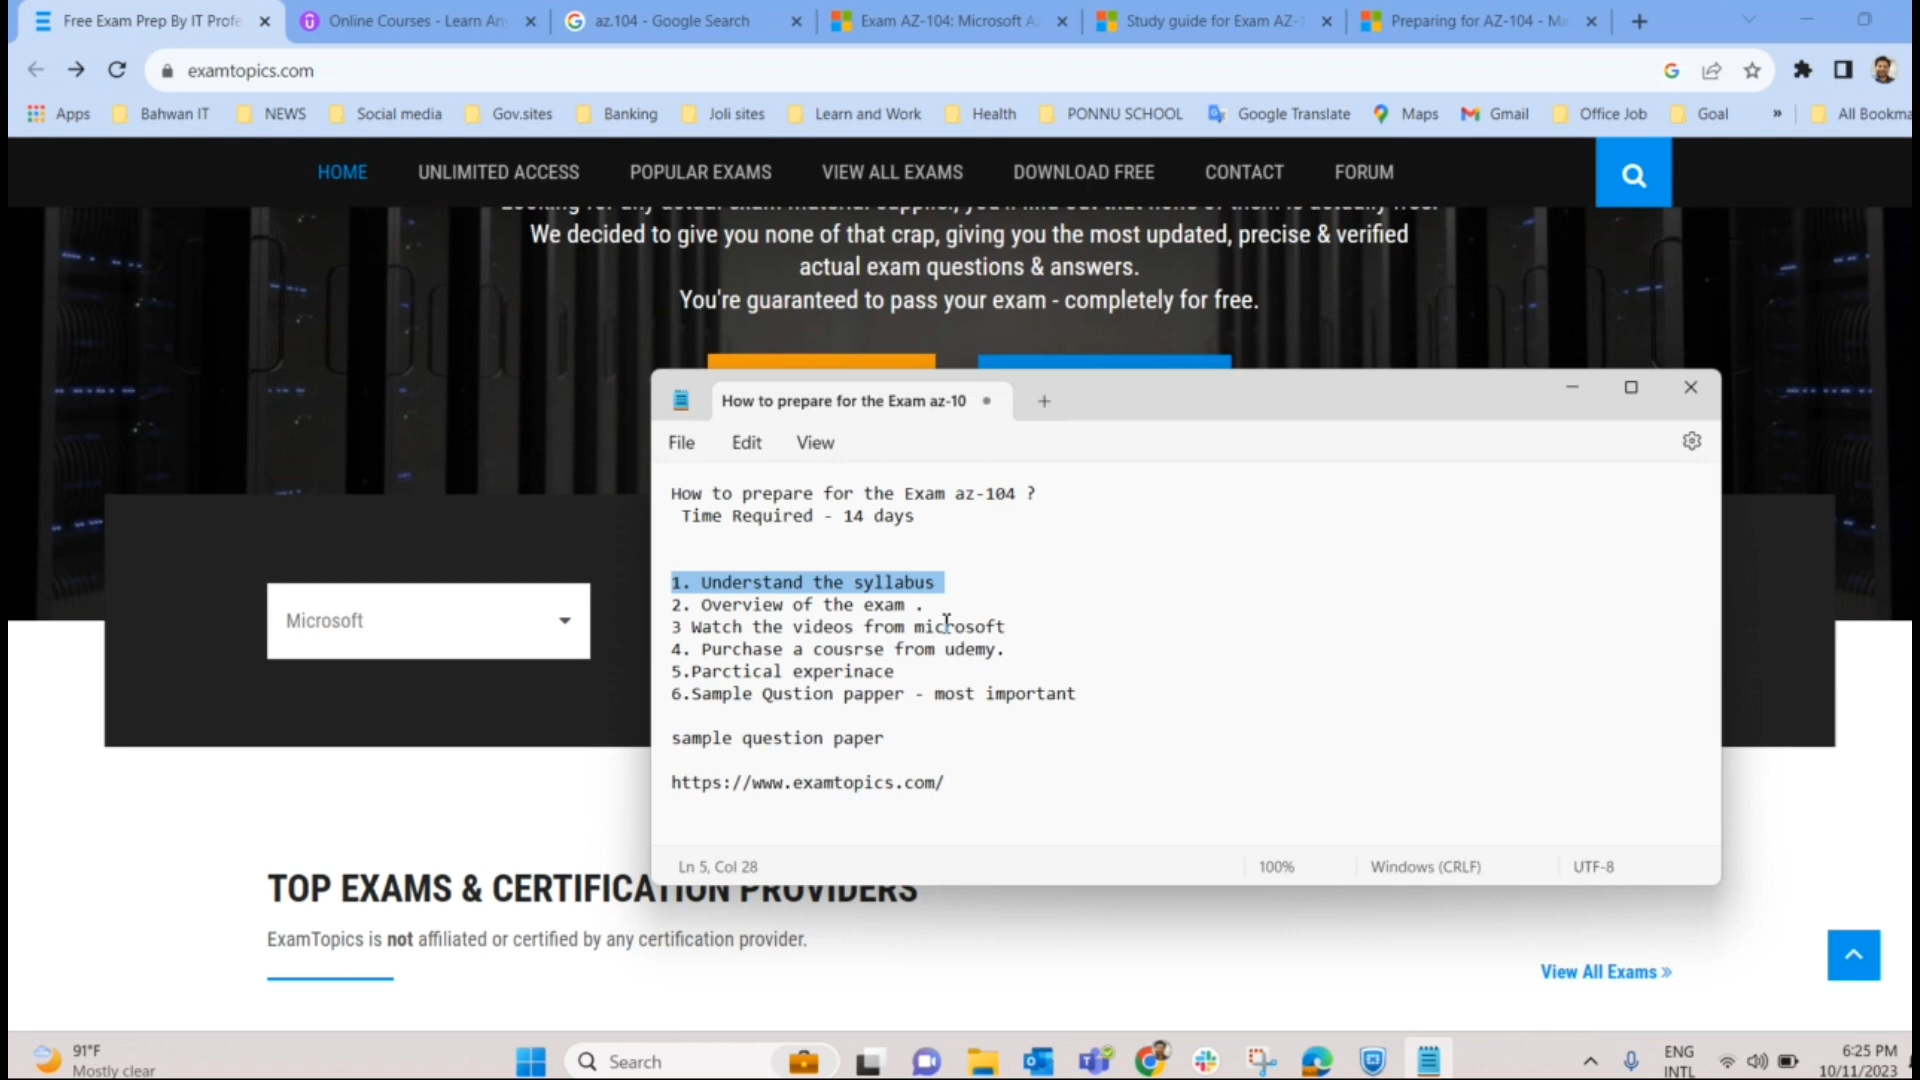 Free Exam Prep By IT Profe
Online Courses - Learn Any
az.104 - Google Search
Exam AZ-104: Microsoft Az
Study guide for Exam AZ-1
Preparing for AZ-104 - Ma
examtopics.com
Apps
Bahwan IT
NEWS
Social media
Gov.sites
Banking
Joli sites
Learn and Work
Health
PONNU SCHOOL
Google Translate
Maps
Gmail
Office Job
Goal
»
All Bookma
HOME
UNLIMITED ACCESS
POPULAR EXAMS
VIEW ALL EXAMS
DOWNLOAD FREE
CONTACT
FORUM
We decided to give you none of that crap, giving you the most updated, precise & verified
actual exam questions & answers.
You're guaranteed to pass your exam - completely for free.
Microsoft
How to prepare for the Exam az-10
File
Edit
View
How to prepare for the Exam az-104 ?
Time Required - 14 days
1. Understand the syllabus
2. Overview of the exam .
3 Watch the videos from microsoft
4. Purchase a cousrse from udemy.
5.Parctical experinace
6.Sample Qustion papper - most important
sample question paper
https://www.examtopics.com/
Ln 5, Col 28
100%
Windows (CRLF)
UTF-8
TOP EXAMS & CERTIFICATION PROVIDERS
ExamTopics is not affiliated or certified by any certification provider.
View All Exams »
91°F
Mostly clear
Search
ENG
INTL
6:25 PM
10/11/2023